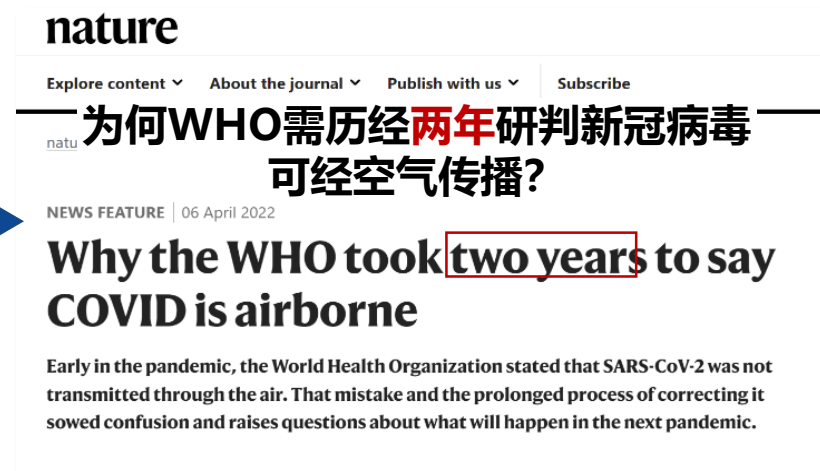 nature
Explore content About the journal Publish with us Subscribe
为何WHO需历经两年研判新冠病毒
natu
可经空气传播？
NEWS FEATURE 06 April 2022
Why the WHO took two years to say
COVID is airborne
Early in the pandemic, the World Health Organization stated that SARS-CoV-2 was not
transmitted through the air. That mistake and the prolonged process of correcting it
sowed confusion and raises questions about what will happen in the next pandemic.